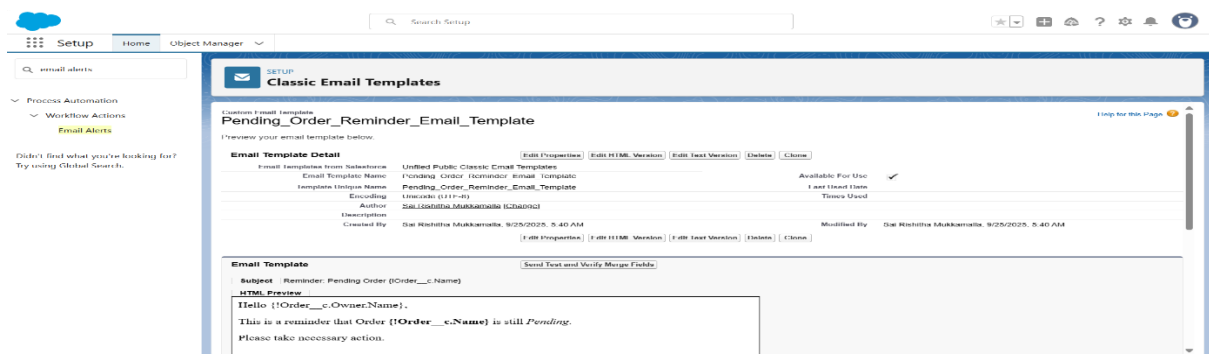 Search Setup
Setup Home Object Manager
email alerts
SETUP
Classic Email Templates
Process Automation
Workflow Actions
Email Alerts
Didn't find what you're looking for?
Try using Global Search.
Custom Email Template
Pending_Order_Reminder_Email_Template
Help for this Page
Preview your email template below.
Email Template Detail Edit Properties Edit HTML Version Edit Text Version Delete Clone
Email Templates from Salesforce Unfiled Public Classic Email Templates
Email Template Name Pending_Order_Reminder_Email_Template Available For Use ✓
Template Unique Name Pending_Order_Reminder_Email_Template Last Used Date
Encoding Unicode (UTF-8) Times Used
Author Sai Rishitha Mukkamalla [Change]
Description
Created By Sai Rishitha Mukkamalla, 9/25/2025, 5:40 AM Modified By Sai Rishitha Mukkamalla, 9/25/2025, 5:40 AM
Edit Properties Edit HTML Version Edit Text Version Delete Clone
Email Template Send Test and Verify Merge Fields
Subject Reminder: Pending Order {!Order__c.Name}
HTML Preview
Hello {!Order__c.Owner.Name},
This is a reminder that Order {!Order__c.Name} is still Pending.
Please take necessary action.